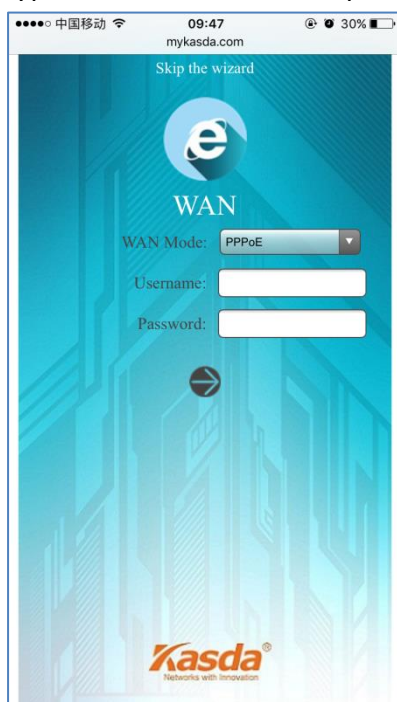 中国移动 09:47 30%
mykasda.com
Skip the wizard
WAN
WAN Mode: PPPoE
Username:
Password:
Kasda®
Networks with Innovation